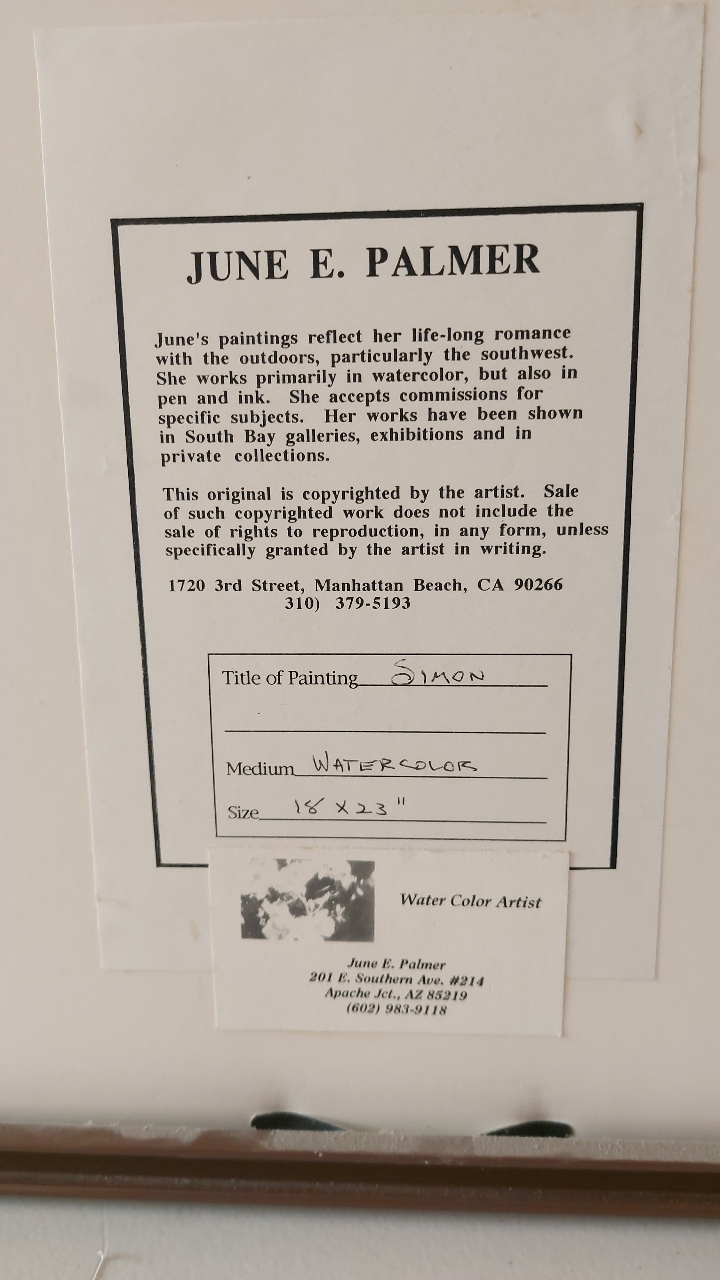 JUNE E. PALMER
June's paintings reflect her life-long romance
with the outdoors, particularly the southwest.
She works primarily in watercolor, but also in
pen and ink. She accepts commissions for
specific subjects. Her works have been shown
in South Bay galleries, exhibitions and in
private collections.
This original is copyrighted by the artist. Sale
of such copyrighted work does not include the
sale of rights to reproduction, in any form, unless
specifically granted by the artist in writing.
1720 3rd Street, Manhattan Beach, CA 90266
310) 379-5193
Title of Painting SIMON
Medium WATERCOLOR
Size 18 X 23"
Water Color Artist
June E. Palmer
201 E. Southern Ave. #214
Apache Jct., AZ 85219
(602) 983-9118